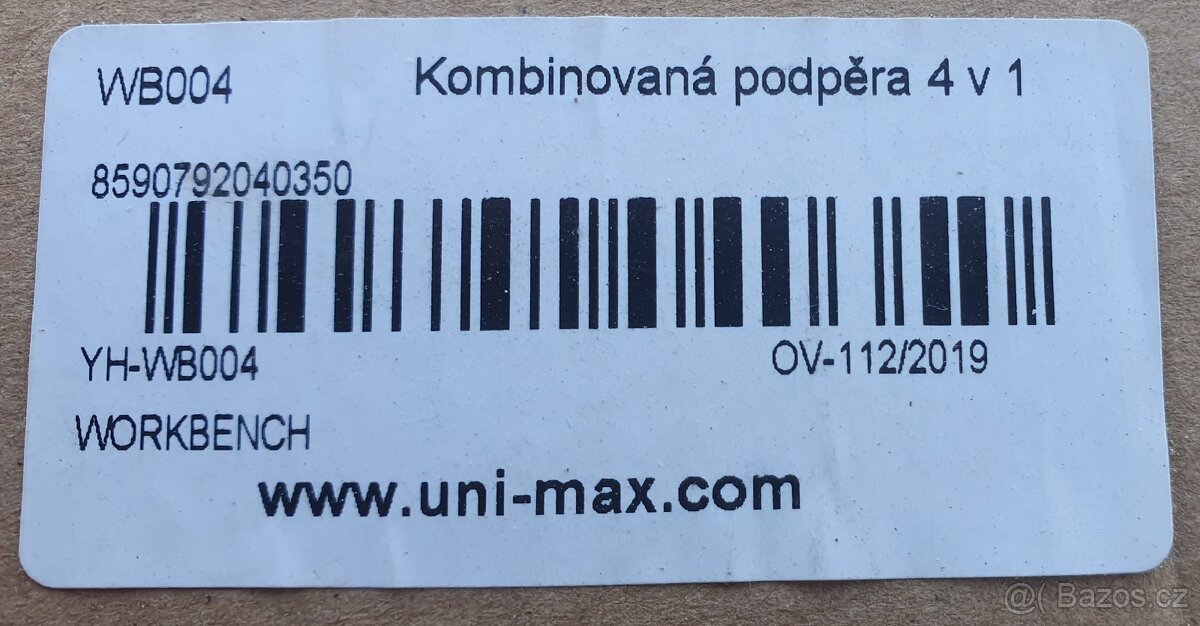 WB004 Kombinovaná podpěra 4 v 1
8590792040350
YH-WB004 OV-112/2019
WORKBENCH
www.uni-max.com
@( Bazos.cz